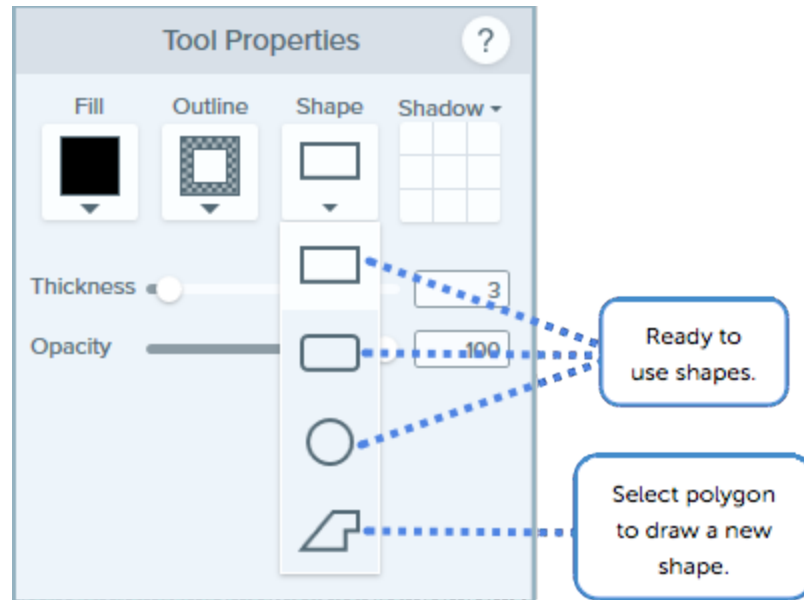 Tool Properties
?
Fill Outline Shape Shadow
Thickness 3
Opacity 100
Ready to
use shapes.
Select polygon
to draw a new
shape.